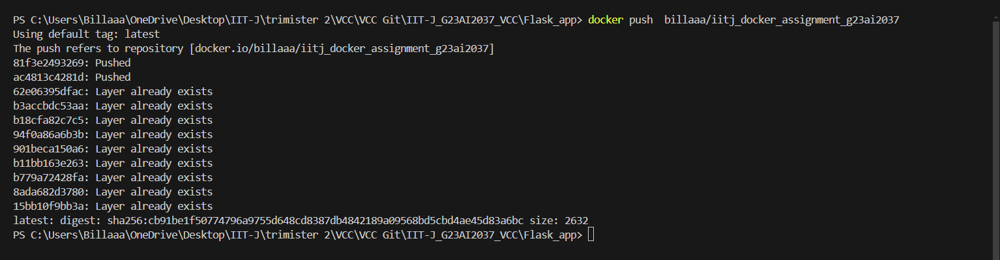 PS C:\Users\Billaaa\OneDrive\Desktop\IIT-J\trimister 2\VCC\VCC Git\IIT-J_G23AI2037_VCC\Flask_app> docker push  billaaa/iitj_docker_assignment_g23ai2037
Using default tag: latest
The push refers to repository [docker.io/billaaa/iitj_docker_assignment_g23ai2037]
81f3e2493269: Pushed
ac4813c4281d: Pushed
62e06395dfac: Layer already exists
b3accbdc53aa: Layer already exists
b18cfa82c7c5: Layer already exists
94f0a86a6b3b: Layer already exists
901beca150a6: Layer already exists
b11bb163e263: Layer already exists
b779a72428fa: Layer already exists
8ada682d3780: Layer already exists
15bb10f9bb3a: Layer already exists
latest: digest: sha256:cb91be1f50774796a9755d648cd8387db4842189a09568bd5cbd4ae45d83a6bc size: 2632
PS C:\Users\Billaaa\OneDrive\Desktop\IIT-J\trimister 2\VCC\VCC Git\IIT-J_G23AI2037_VCC\Flask_app>